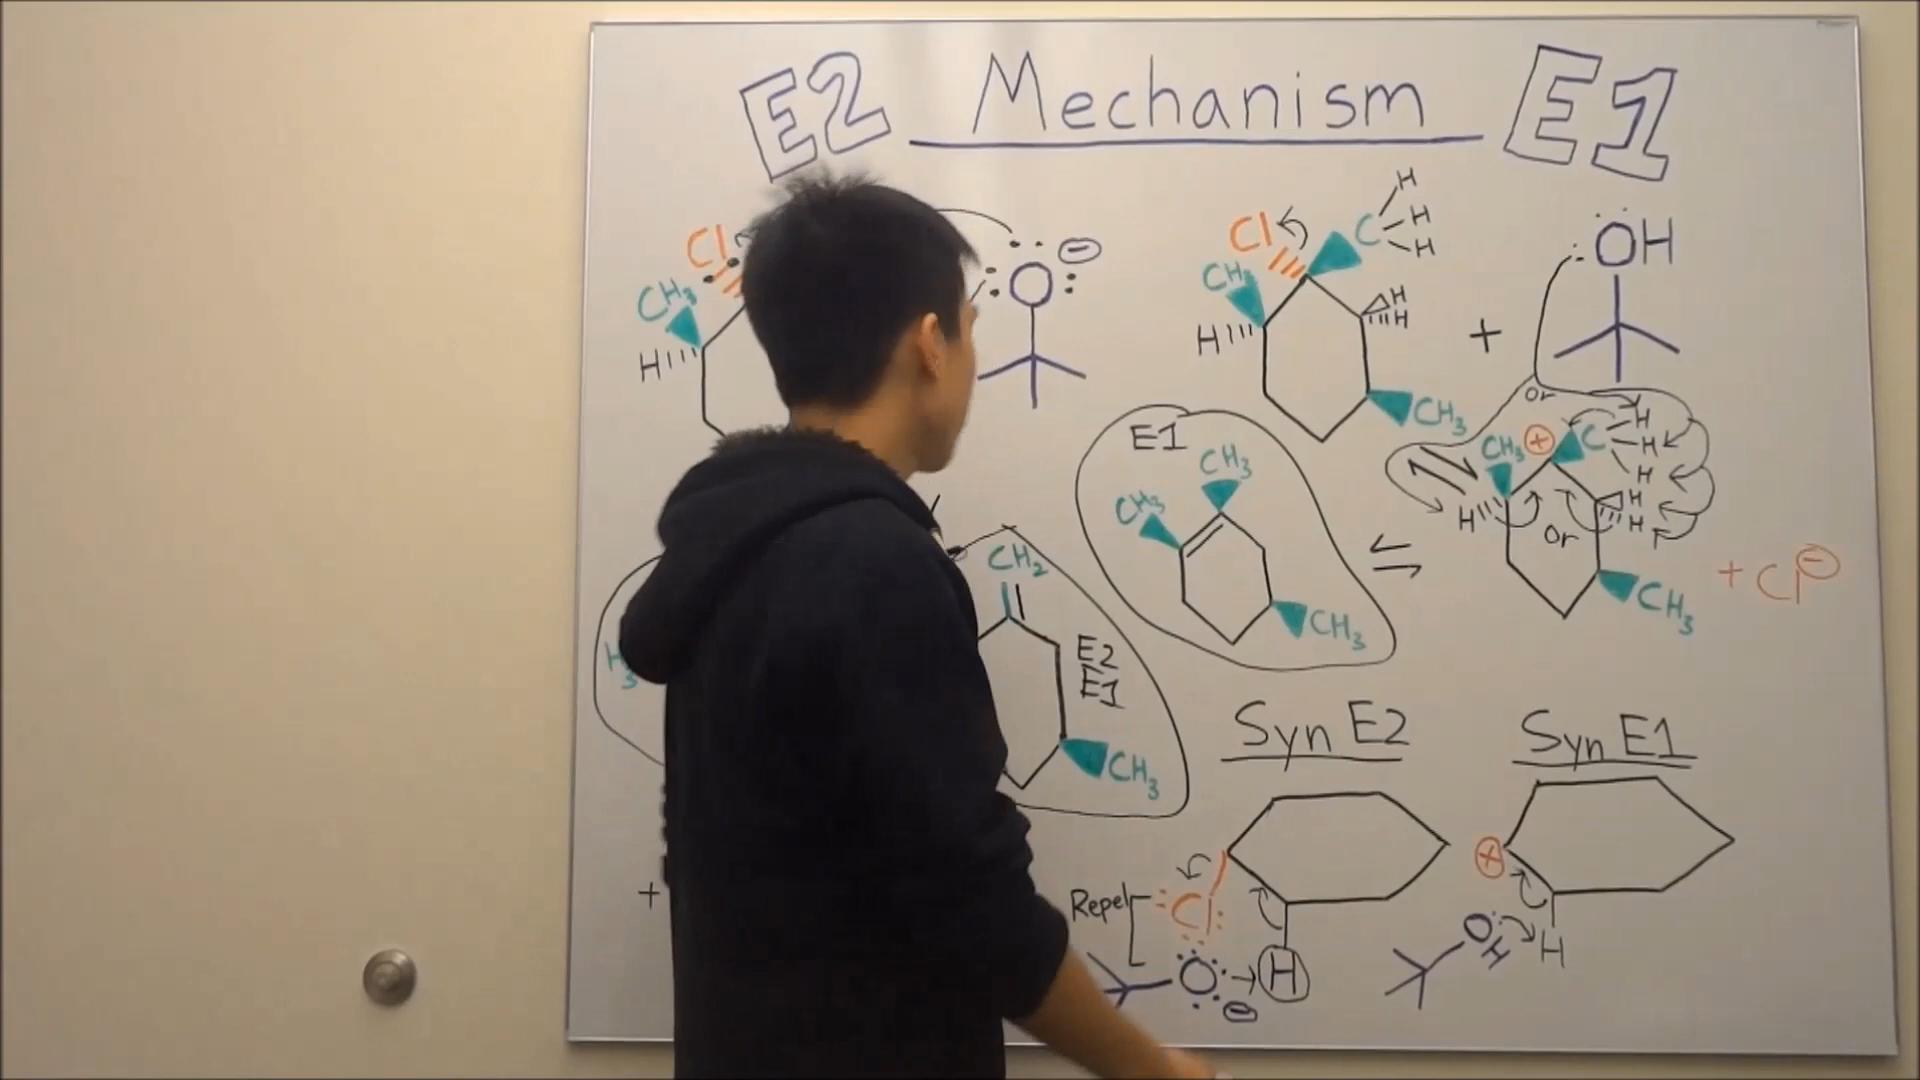 E2 Mechanism E1
Cl
CH3
H
O
⊖
Cl
CH3
C
H
H
H
H
H
H
CH3
+
OH
Or
E1
CH3
CH3
CH3
CH3
⊕
C
H
H
H
H
H
H
Or
CH3
+ Cl⊖
CH2
E2
E1
CH3
H3
Syn E2
Syn E1
Repel
Cl
O
⊖
H
⊕
O
H
H
+